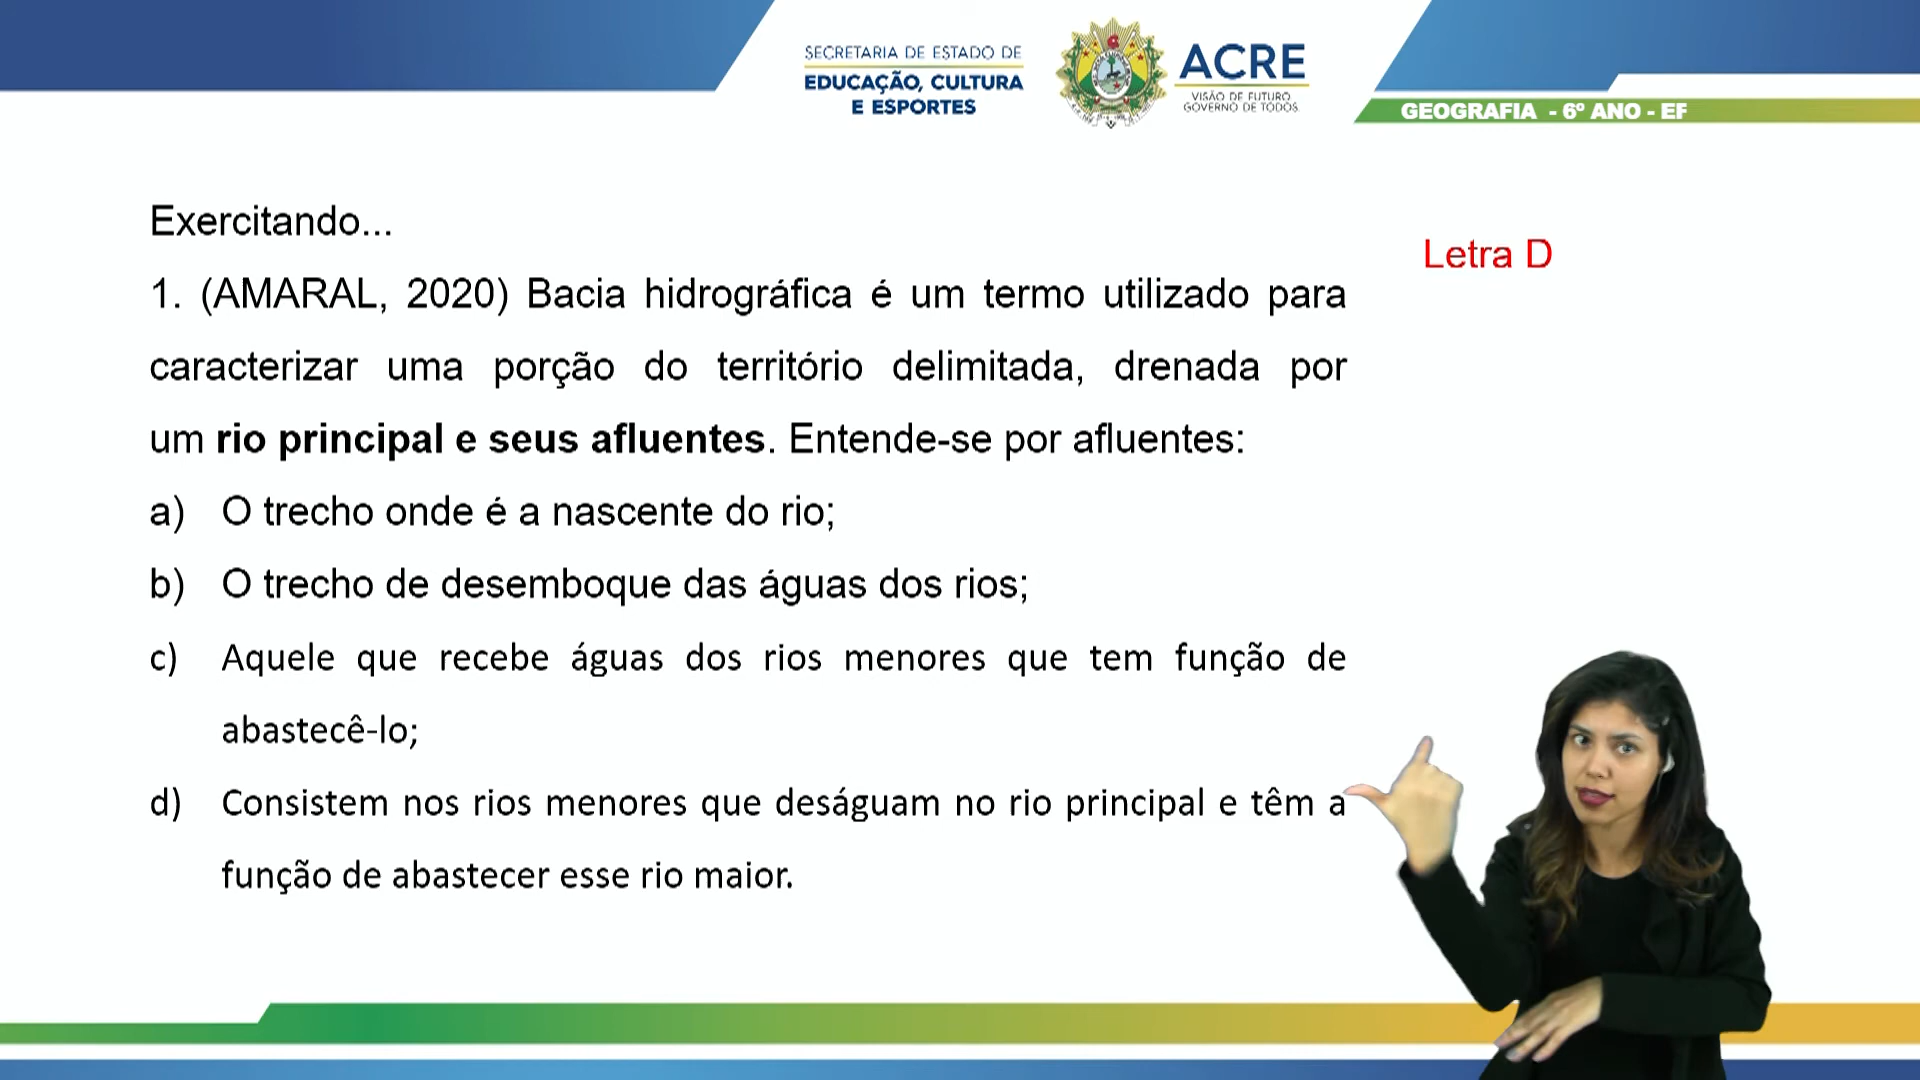 SECRETARIA DE ESTADO DE
EDUCAÇÃO, CULTURA
E ESPORTES
ACRE
VISÃO DE FUTURO
GOVERNO DE TODOS
GEOGRAFIA - 6º ANO - EF
Exercitando...
Letra D
1. (AMARAL, 2020) Bacia hidrográfica é um termo utilizado para
caracterizar uma porção do território delimitada, drenada por
um rio principal e seus afluentes. Entende-se por afluentes:
a) O trecho onde é a nascente do rio;
b) O trecho de desemboque das águas dos rios;
c) Aquele que recebe águas dos rios menores que tem função de
abastecê-lo;
d) Consistem nos rios menores que deságuam no rio principal e têm a
função de abastecer esse rio maior.